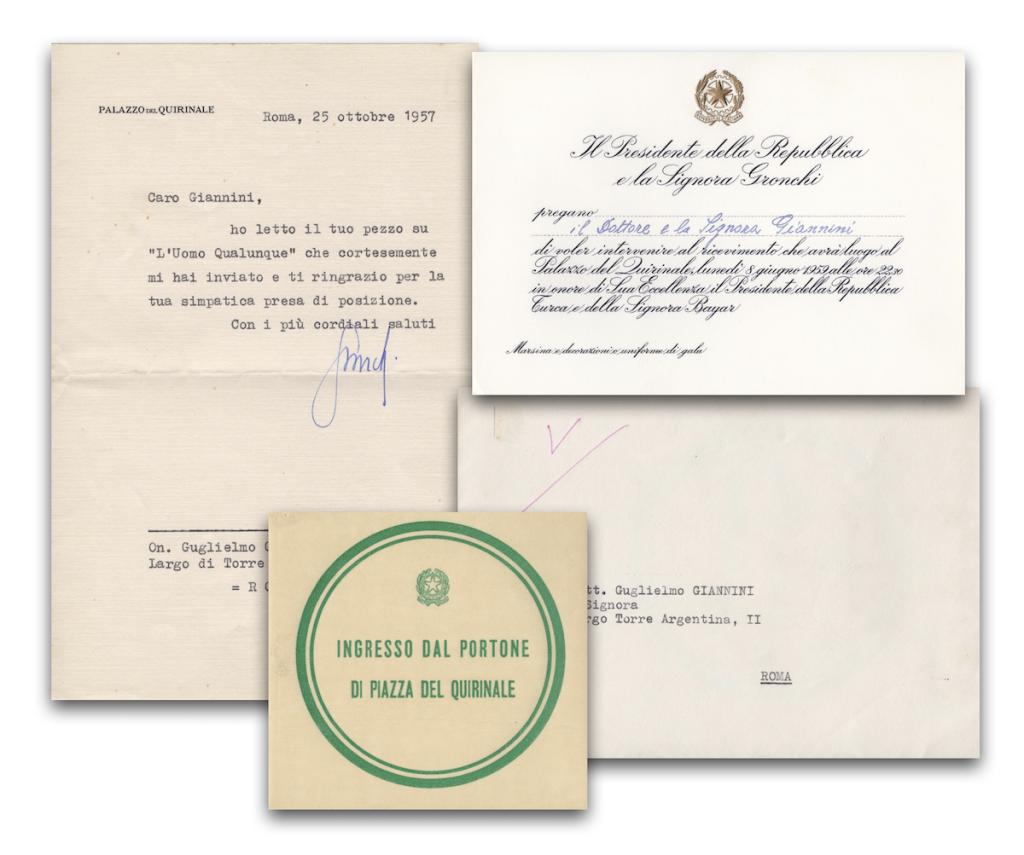 PALAZZO DEL QUIRINALE
Roma, 25 ottobre 1957
Caro Giannini,
ho letto il tuo pezzo su
"L'Uomo Qualunque" che cortesemente
mi hai inviato e ti ringrazio per la
tua simpatica presa di posizione.
Con i più cordiali saluti
On. Guglielmo
Largo di Torre
= R
Il Presidente della Repubblica
e la Signora Gronchi
pregano
il Dottore e la Signora Giannini
di voler intervenire al ricevimento che avrà luogo al
Palazzo del Quirinale, lunedì 8 giugno 1959 alle ore 22,30
in onore di Sua Eccellenza il Presidente della Repubblica
Turca e della Signora Bayar
Marsina e decorazioni o uniforme di gala
tt. Guglielmo GIANNINI
Signora
rgo Torre Argentina, II
ROMA
INGRESSO DAL PORTONE
DI PIAZZA DEL QUIRINALE